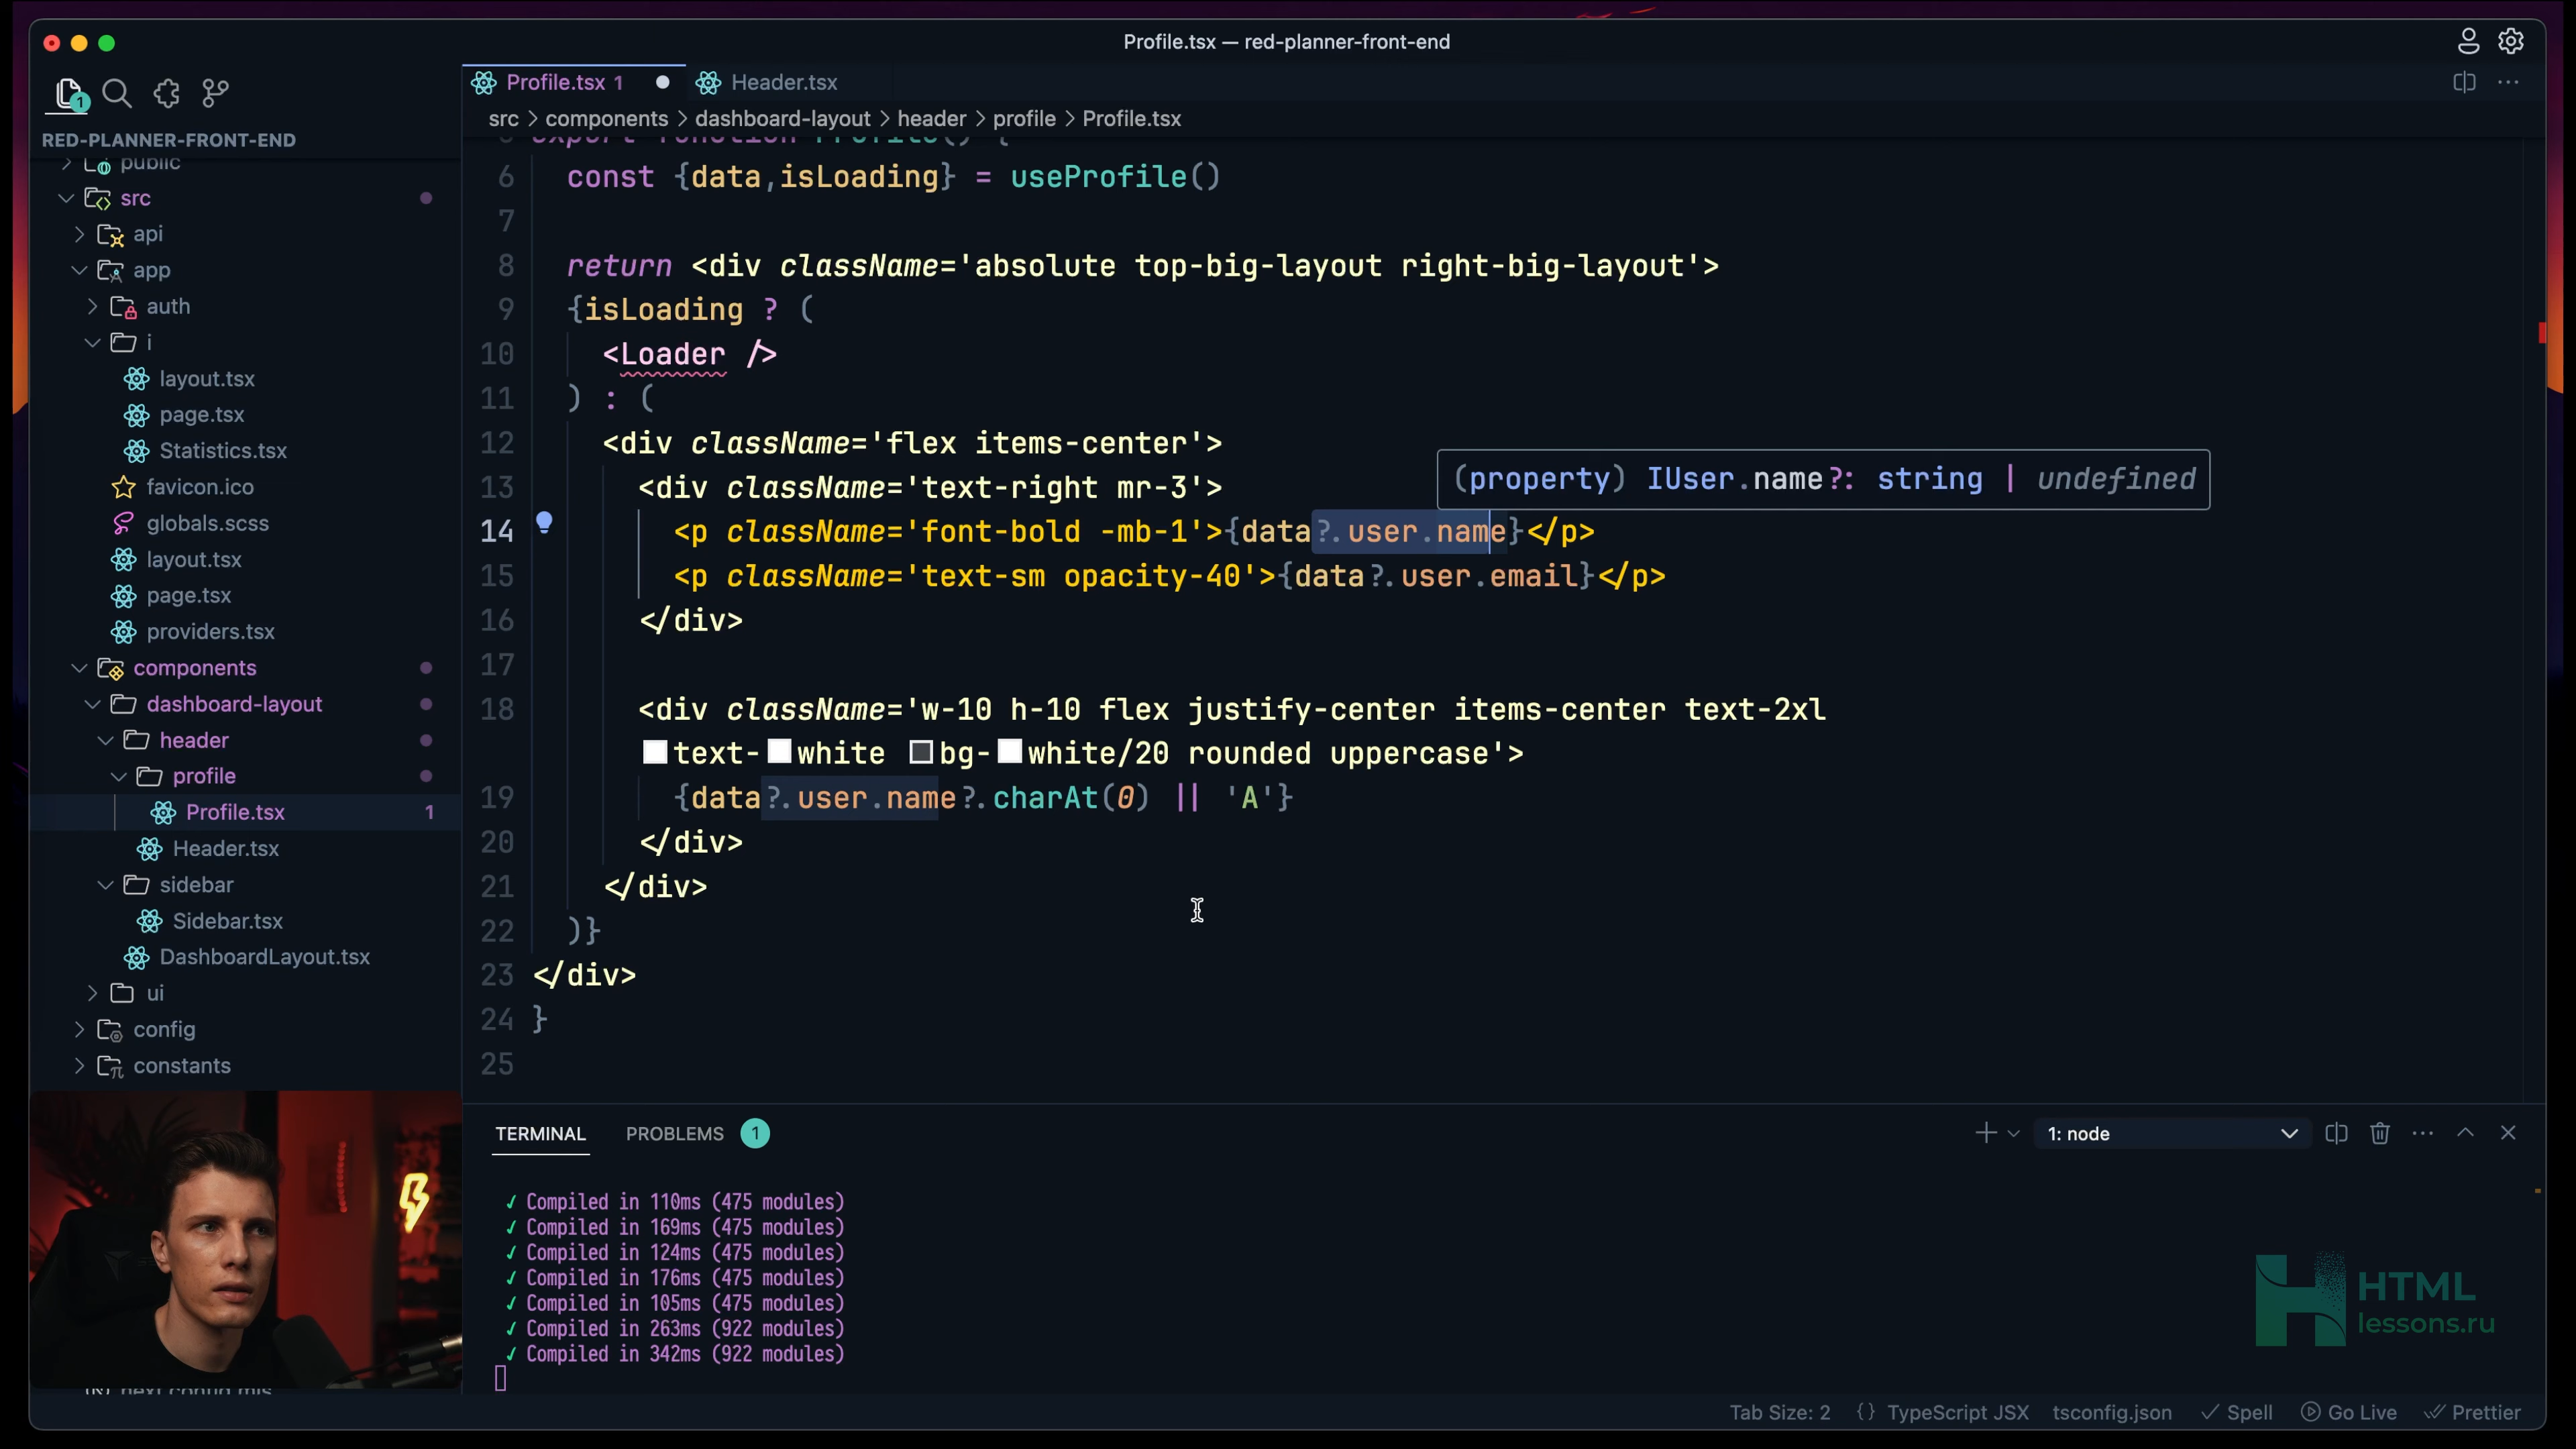 Profile.tsx — red-planner-front-end
1
RED-PLANNER-FRONT-END
public
src
api
app
auth
i
layout.tsx
page.tsx
Statistics.tsx
favicon.ico
globals.scss
layout.tsx
page.tsx
providers.tsx
components
dashboard-layout
header
profile
Profile.tsx 1
Header.tsx
sidebar
Sidebar.tsx
DashboardLayout.tsx
ui
config
constants
Profile.tsx 1
Header.tsx
src > components > dashboard-layout > header > profile > Profile.tsx
export function Profile() {
6 const {data,isLoading} = useProfile()
7
8 return <div className='absolute top-big-layout right-big-layout'>
9 {isLoading ? (
10 <Loader />
11 ) : (
12 <div className='flex items-center'>
13 <div className='text-right mr-3'>
(property) IUser.name?: string | undefined
14 <p className='font-bold -mb-1'>{data?.user.name}</p>
15 <p className='text-sm opacity-40'>{data?.user.email}</p>
16 </div>
17
18 <div className='w-10 h-10 flex justify-center items-center text-2xl
text-white bg-white/20 rounded uppercase'>
19 {data?.user.name?.charAt(0) || 'A'}
20 </div>
21 </div>
22 )}
23 </div>
24 }
25
TERMINAL PROBLEMS 1
1: node
✓ Compiled in 110ms (475 modules)
✓ Compiled in 169ms (475 modules)
✓ Compiled in 124ms (475 modules)
✓ Compiled in 176ms (475 modules)
✓ Compiled in 105ms (475 modules)
✓ Compiled in 263ms (922 modules)
✓ Compiled in 342ms (922 modules)
HTML
lessons.ru
Tab Size: 2 {} TypeScript JSX tsconfig.json Spell Go Live Prettier